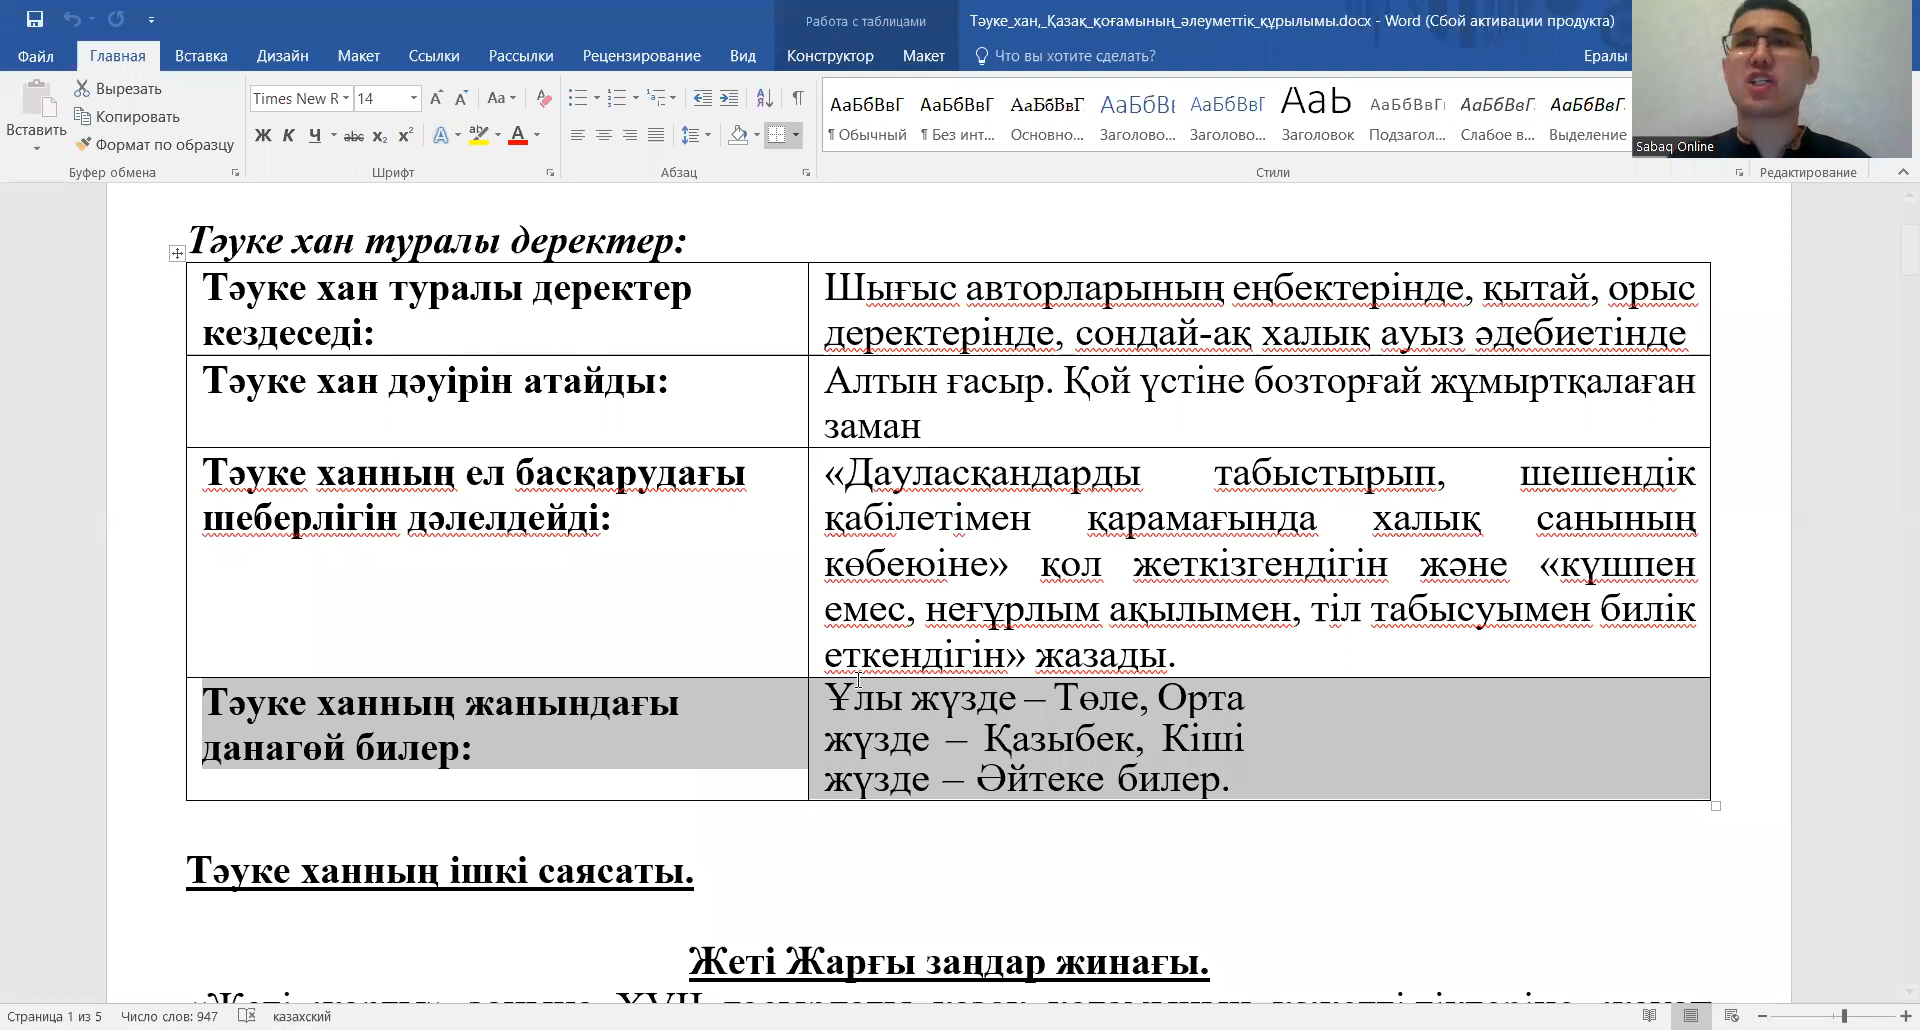 Работа с таблицами
Тәуке_хан,_Қазақ_қоғамының_әлеуметтік_құрылымы.docx - Word (Сбой активации продукта)
Файл Главная Вставка Дизайн Макет Ссылки Рассылки Рецензирование Вид Конструктор Макет Что вы хотите сделать? Ералы
Вставить
Вырезать
Копировать
Формат по образцу
Times New R 14
Ж К Ч abc x₂ x²
АаБбВвГ АаБбВвГ АаБбВвГ АаБбВ АаБбВвГ АаЬ АаБбВвГ АаБбВвГ АаБбВвГ
¶ Обычный ¶ Без инт... Основно... Заголово... Заголово... Заголовок Подзагол... Слабое в... Выделение
Sabaq Online
Буфер обмена Шрифт Абзац Стили Редактирование
Тәуке хан туралы деректер:
Тәуке хан туралы деректер
кездеседі:
Шығыс авторларының еңбектерінде, қытай, орыс
деректерінде, сондай-ақ халық ауыз әдебиетінде
Тәуке хан дәуірін атайды:
Алтын ғасыр. Қой үстіне бозторғай жұмыртқалаған
заман
Тәуке ханның ел басқарудағы
шеберлігін дәлелдейді:
«Дауласқандарды табыстырып, шешендік
қабілетімен қарамағында халық санының
көбеюіне» қол жеткізгендігін және «күшпен
емес, неғұрлым ақылымен, тіл табысуымен билік
еткендігін» жазады.
Тәуке ханның жанындағы
данагөй билер:
Ұлы жүзде – Төле, Орта
жүзде – Қазыбек, Кіші
жүзде – Әйтеке билер.
Тәуке ханның ішкі саясаты.
Жеті Жарғы заңдар жинағы.
Страница 1 из 5 Число слов: 947 казахский